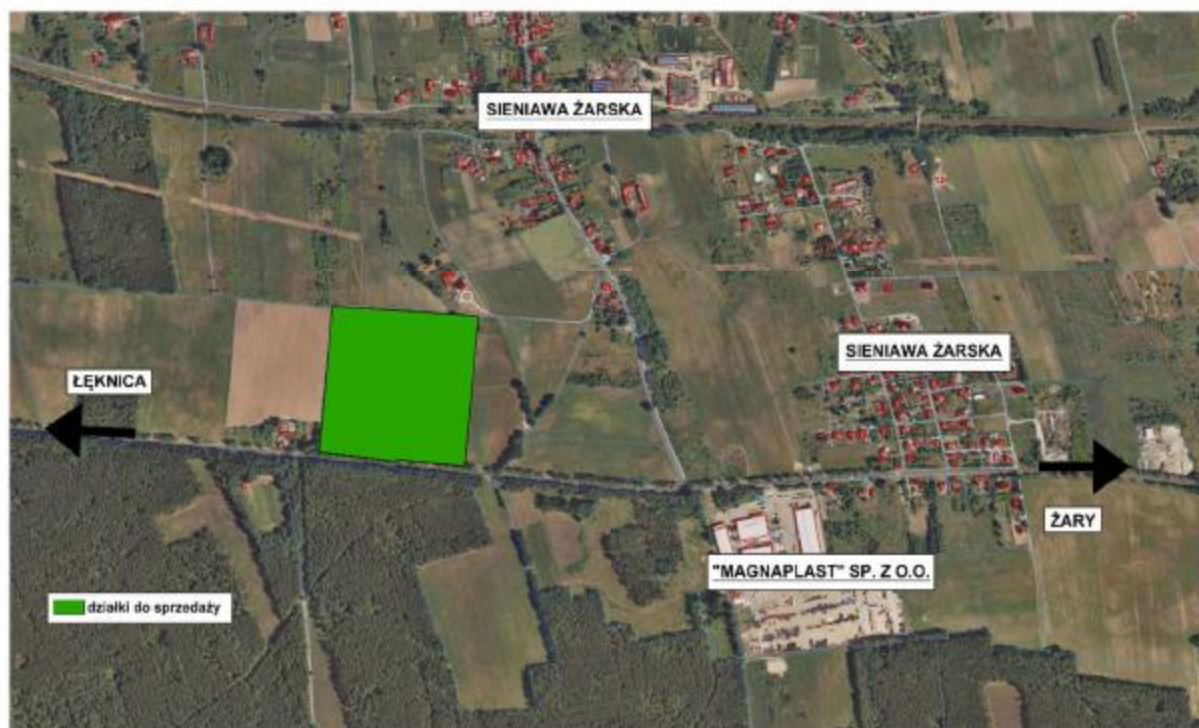 SIENIAWA ŻARSKA
SIENIAWA ŻARSKA
ŁĘKNICA
ŻARY
"MAGNAPLAST" SP. Z O.O.
działki do sprzedaży